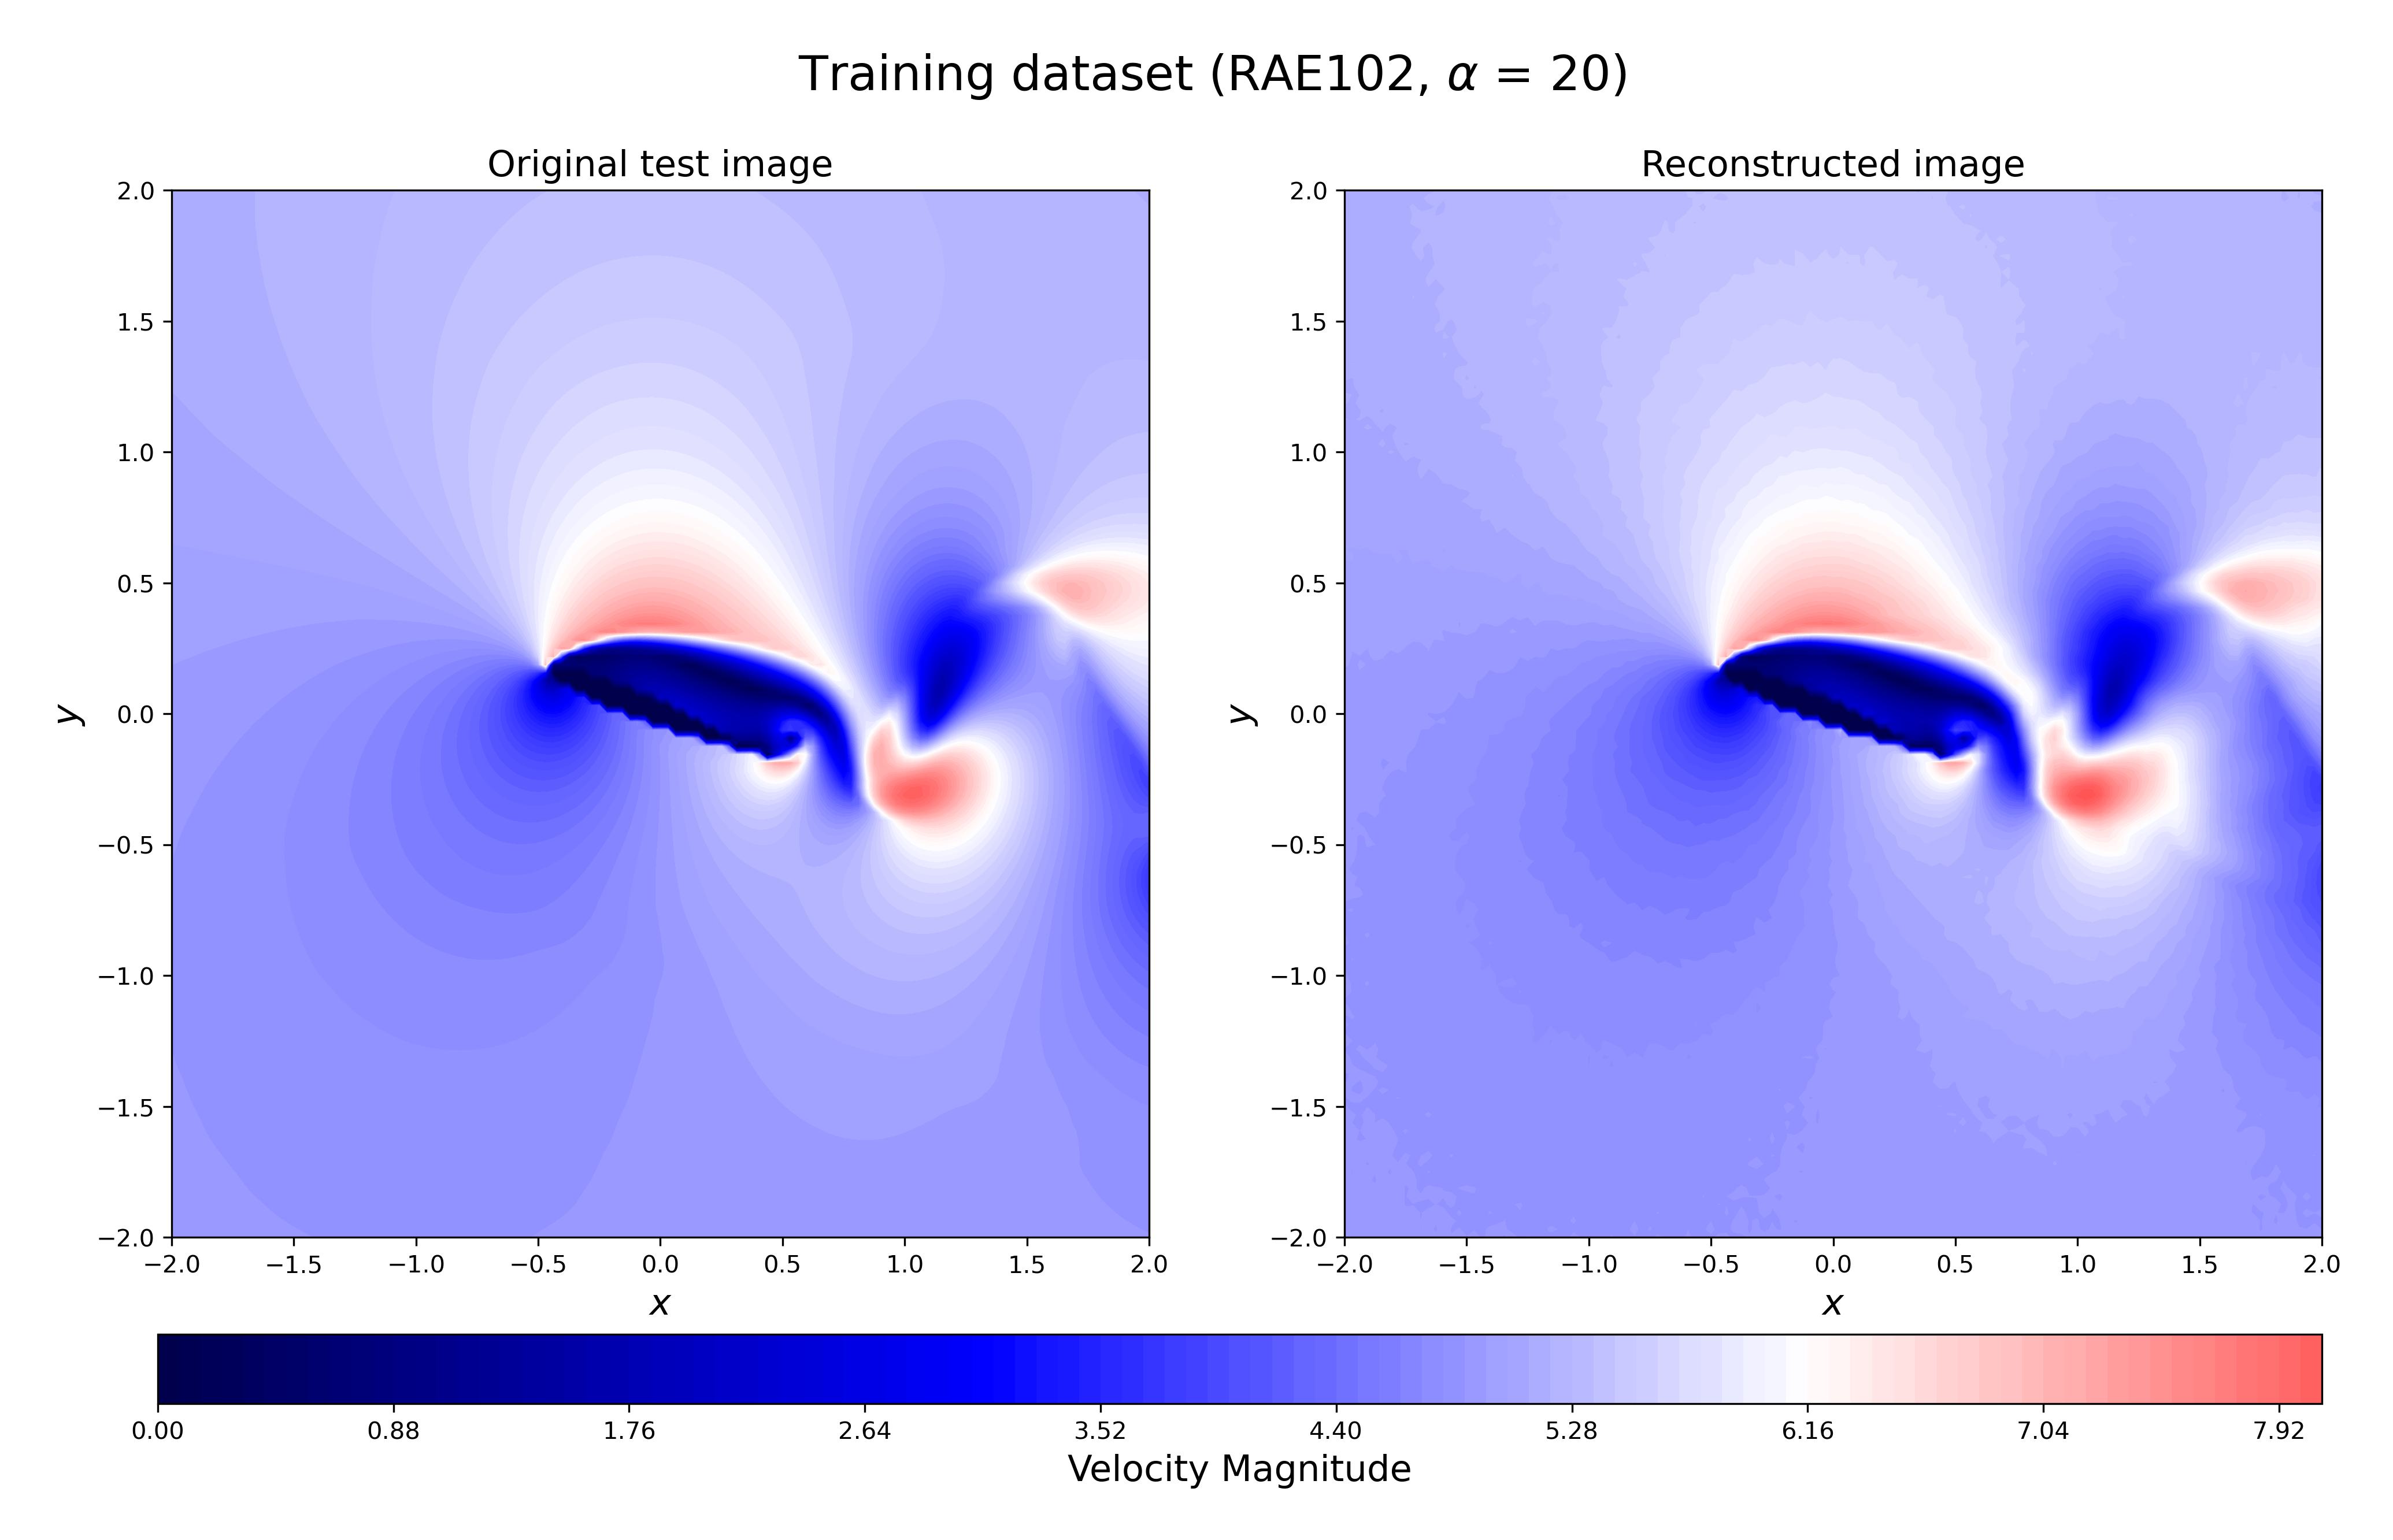 Training dataset (RAE102, α = 20)
Original test image
2.0
1.5
1.0
0.5
0.0
−0.5
−1.0
−1.5
−2.0
y
−2.0 −1.5 −1.0 −0.5 0.0 0.5 1.0 1.5 2.0
x
Reconstructed image
2.0
1.5
1.0
0.5
0.0
−0.5
−1.0
−1.5
−2.0
y
−2.0 −1.5 −1.0 −0.5 0.0 0.5 1.0 1.5 2.0
x
0.00 0.88 1.76 2.64 3.52 4.40 5.28 6.16 7.04 7.92
Velocity Magnitude